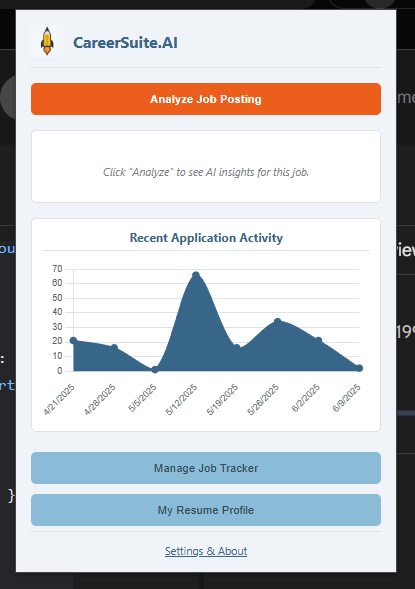 CareerSuite.AI
Analyze Job Posting
Click "Analyze" to see AI insights for this job.
Recent Application Activity
70
60
50
40
30
20
10
0
4/21/2025
4/28/2025
5/5/2025
5/12/2025
5/19/2025
5/26/2025
6/2/2025
6/9/2025
Manage Job Tracker
My Resume Profile
Settings & About